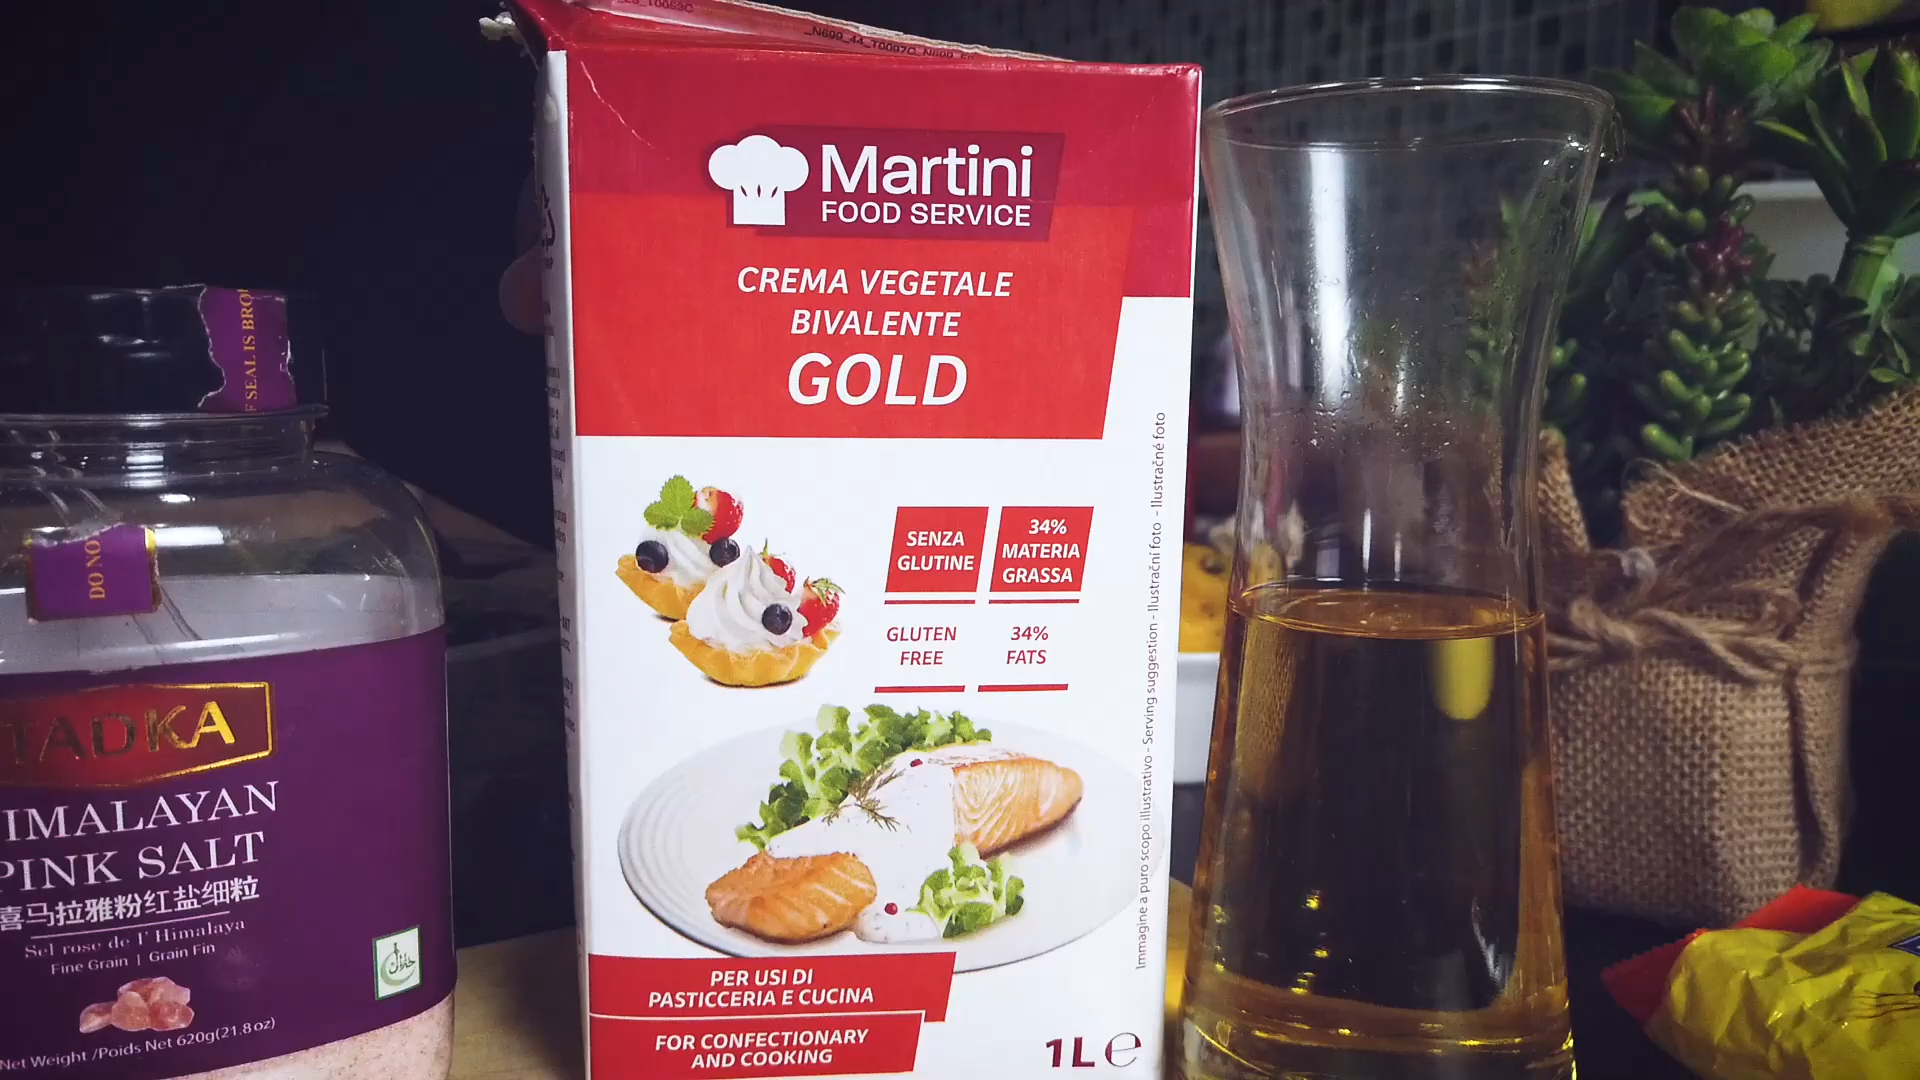 Martini
FOOD SERVICE
CREMA VEGETALE
BIVALENTE
GOLD
SENZA
GLUTINE
34%
MATERIA
GRASSA
GLUTEN
FREE
34%
FATS
Immagine a puro scopo illustrativo - Serving suggestion - Ilustrační foto - Ilustračné foto
PER USI DI
PASTICCERIA E CUCINA
FOR CONFECTIONARY
AND COOKING
1L e
F SEAL IS BRO
DO NO
TADKA
IMALAYAN
PINK SALT
喜马拉雅粉红盐细粒
Sel rose de l' Himalaya
Fine Grain | Grain Fin
حلال
Net Weight /Poids Net 620g(21.8oz)